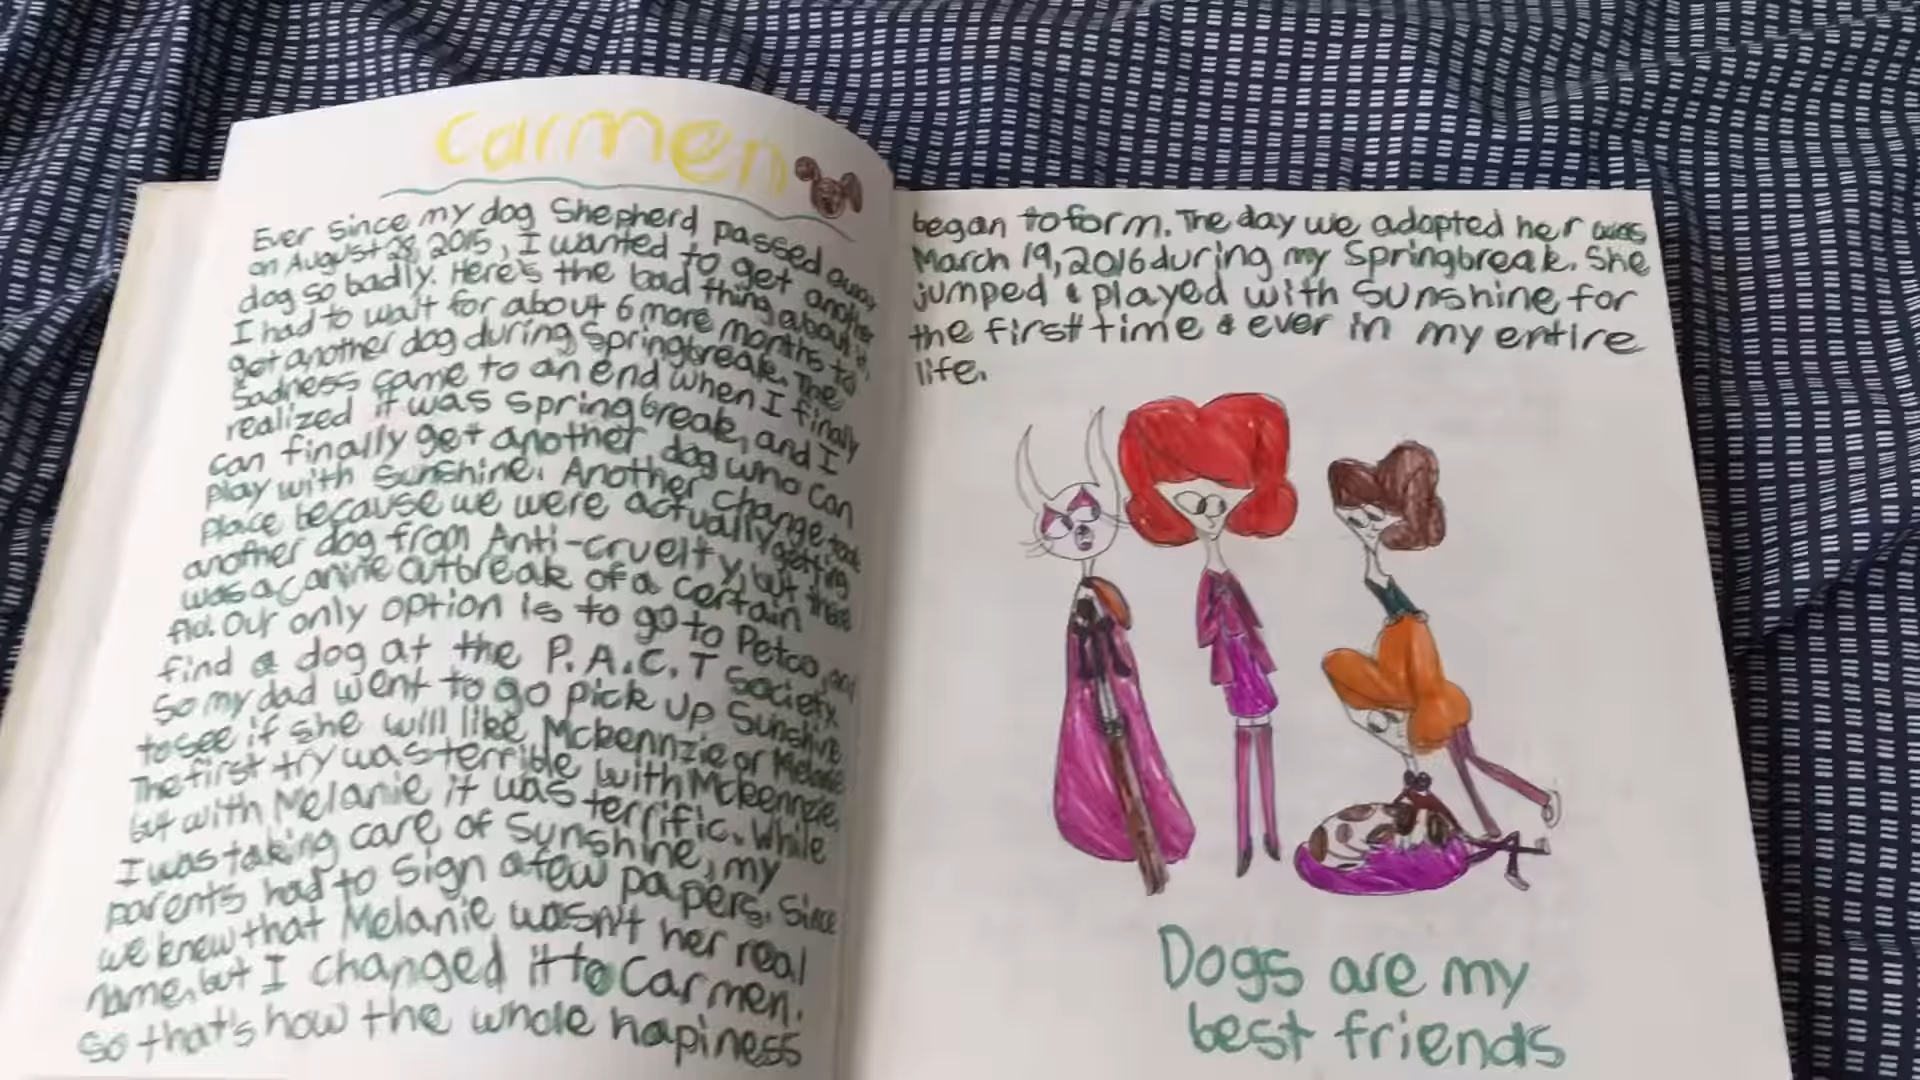 Carmen
Ever since my dog Shepherd passed away
on August 28, 2015, I wanted to get another
dog so badly. Here's the bad thing about it,
I had to wait for about 6 more months to
get another dog during Springbreak. The
Sadness came to an end when I finally
realized it was springbreak, and I
can finally get another dog who can
play with Sunshine. Another change took
place because we were actually getting
another dog from Anti-cruelty, but there
was a canine outbreak of a certain
flu. Our only option is to go to Petco, and
find a dog at the P.A.C.T Society.
So my dad went to go pick up Sunshine
to see if she will like Mckennzie or Melanie
The first try was terrible with Mckennzie,
but with Melanie it was terrific. While
I was taking care of Sunshine, my
parents had to sign a few papers. Since
we knew that Melanie wasn't her real
name, but I changed it to Carmen.
So that's how the whole hapiness
began to form. The day we adopted her was
March 19, 2016 during my Springbreak. She
jumped & played with Sunshine for
the first time & ever in my entire
life.
Dogs are my
best friends